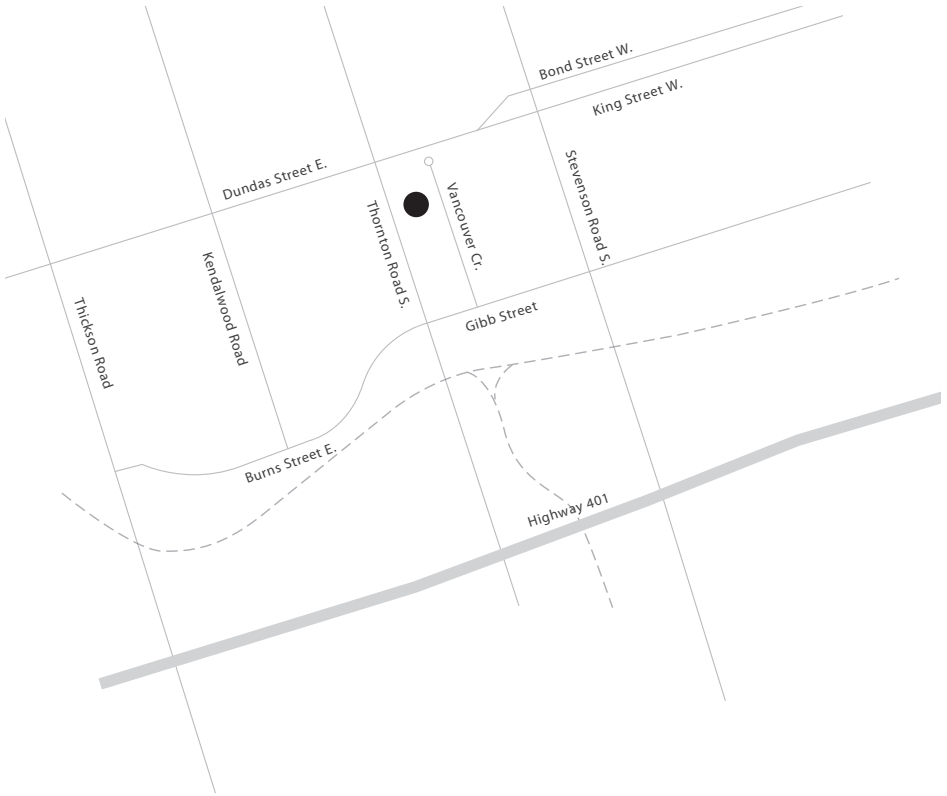 Bond Street W.
King Street W.
Dundas Street E.
Stevenson Road S.
Vancouver Cr.
Thornton Road S.
Kendalwood Road
Thickson Road
Gibb Street
Burns Street E.
Highway 401